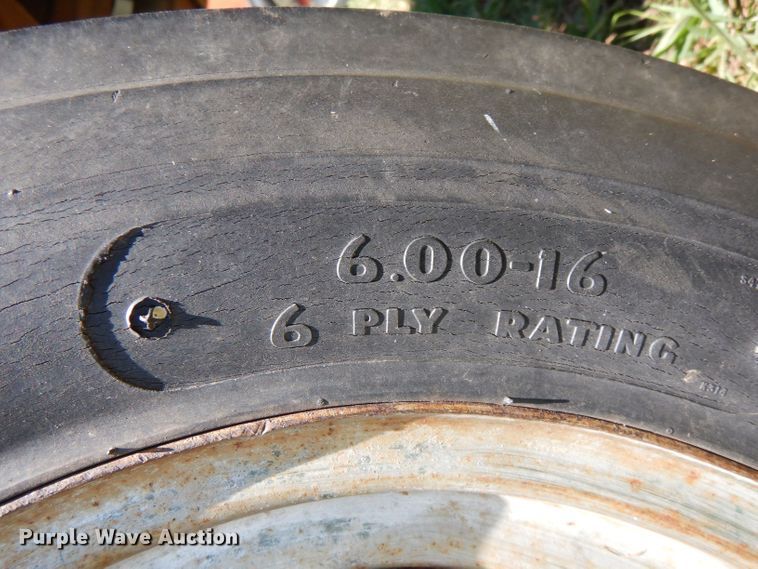 6.00-16
6 PLY RATING
Purple Wave Auction